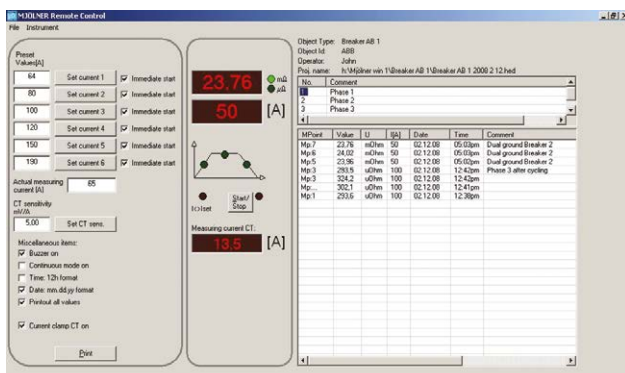 MJÖLNER Remote Control
File Instrument
Preset
Values[A]
64 Set current 1 Immediate start
80 Set current 2 Immediate start
100 Set current 3 Immediate start
120 Set current 4 Immediate start
150 Set current 5 Immediate start
190 Set current 6 Immediate start
Actual measuring
current [A] 65
CT sensitivity
mV/A
5,00 Set CT sens.
Miscellaneous items:
Buzzer on
Continuous mode on
Time: 12h format
Date: mm.dd.yy format
Printout all values
Current clamp CT on
Print
23,76 mΩ
µΩ
50 [A]
Start/
Stop
Measuring current CT:
13,5 [A]
Object Type: Breaker AB 1
Object Id: ABB
Operator: John
Proj. name: h:\Mjölner win 1\Breaker AB 1\Breaker AB 1 2008 2 12.hed
No. Comment
1 Phase 1
2 Phase 2
3 Phase 3
MPoint Value U I[A] Date Time Comment
Mp:7 23,76 mOhm 50 02.12.08 05:03pm Dual ground Breaker 2
Mp:6 24,02 mOhm 50 02.12.08 05:03pm Dual ground Breaker 2
Mp:5 23,96 mOhm 50 02.12.08 05:02pm Dual ground Breaker 2
Mp:3 293,5 uOhm 100 02.12.08 12:42pm Phase 3 after cycling
Mp:3 324,2 uOhm 100 02.12.08 12:42pm
Mp:... 302,1 uOhm 100 02.12.08 12:41pm
Mp:1 293,6 uOhm 100 02.12.08 12:38pm